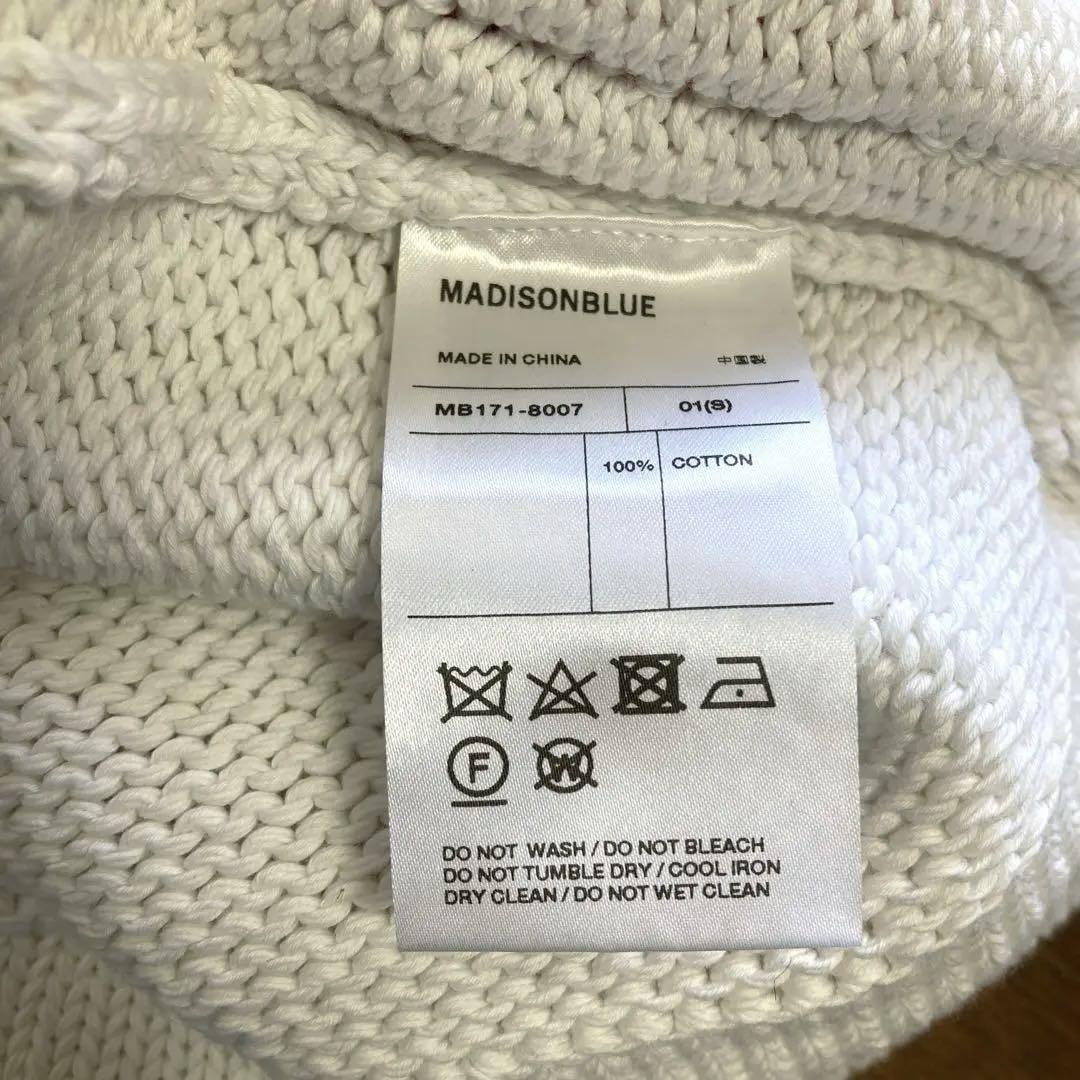 MADISONBLUE
MADE IN CHINA 中国製
MB171-8007 01(S)
100% COTTON
F
W
DO NOT WASH / DO NOT BLEACH
DO NOT TUMBLE DRY / COOL IRON
DRY CLEAN / DO NOT WET CLEAN